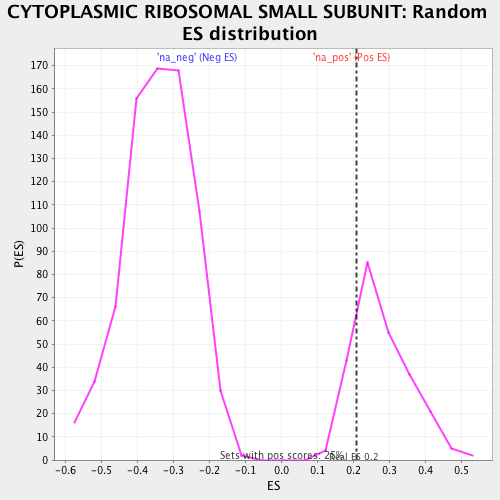 CYTOPLASMIC RIBOSOMAL SMALL SUBUNIT: Random
ES distribution
'na_neg' (Neg ES)
'na_pos' (Pos ES)
170
160
150
140
130
120
110
100
90
80
70
60
50
40
30
20
10
0
P(ES)
Sets with pos scores: 25%
Real ES 0.2
-0.6 -0.5 -0.4 -0.3 -0.2 -0.1 0.0 0.1 0.2 0.3 0.4 0.5
ES